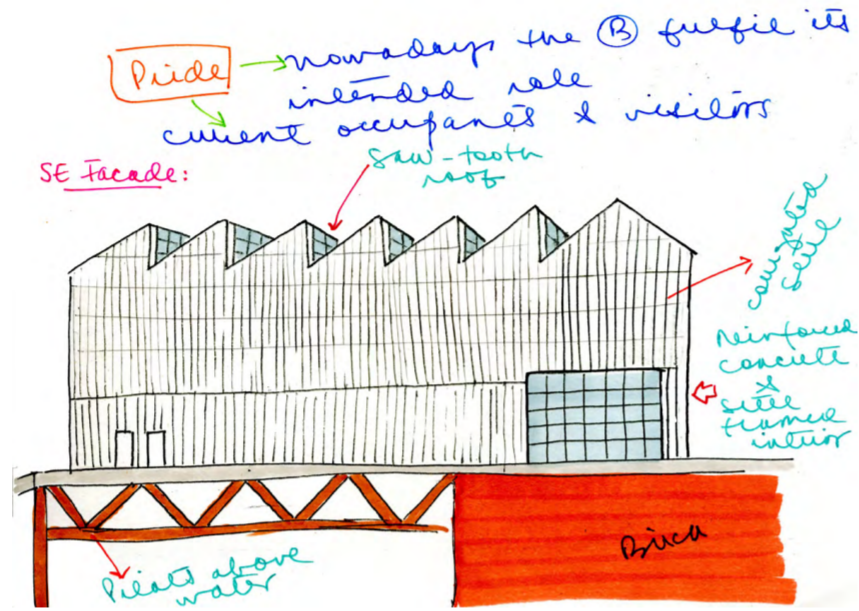 Pride
nowadays the B fulfil its
intended role
current occupants & visitors
SE Facade:
Saw-tooth
roof
corrugated
steel
Reinforced
concrete
&
steel
framed
interior
Brick
Pilots above
water